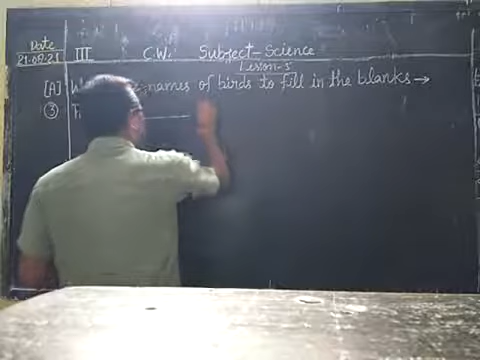 Date III C.W. Subject-Science
21.09.21 Lesson-5
[A] names of birds to fill in the blanks →
③